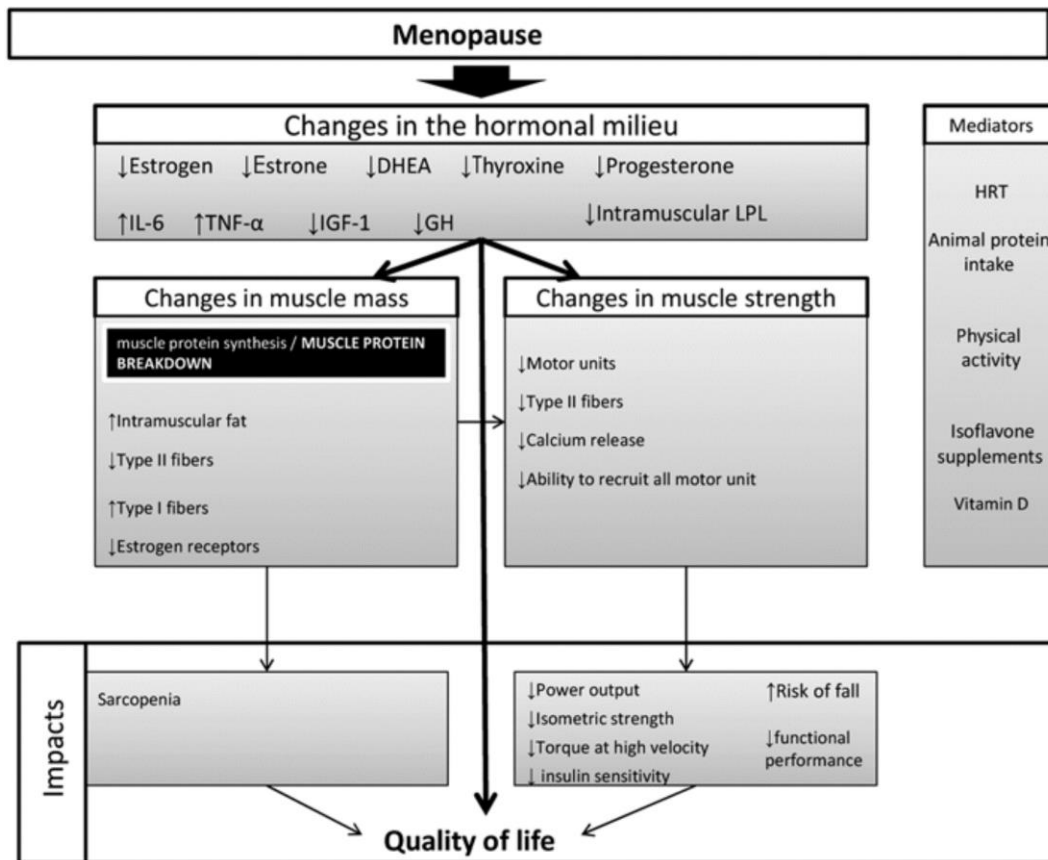 Menopause
Changes in the hormonal milieu
↓Estrogen ↓Estrone ↓DHEA ↓Thyroxine ↓Progesterone
↑IL-6 ↑TNF-α ↓IGF-1 ↓GH ↓Intramuscular LPL
Mediators
HRT
Animal protein
intake
Physical
activity
Isoflavone
supplements
Vitamin D
Changes in muscle mass
muscle protein synthesis / MUSCLE PROTEIN
BREAKDOWN
↑Intramuscular fat
↓Type II fibers
↑Type I fibers
↓Estrogen receptors
Changes in muscle strength
↓Motor units
↓Type II fibers
↓Calcium release
↓Ability to recruit all motor unit
Impacts
Sarcopenia
↓Power output
↓Isometric strength
↓Torque at high velocity
↓ insulin sensitivity
↑Risk of fall
↓functional
performance
Quality of life